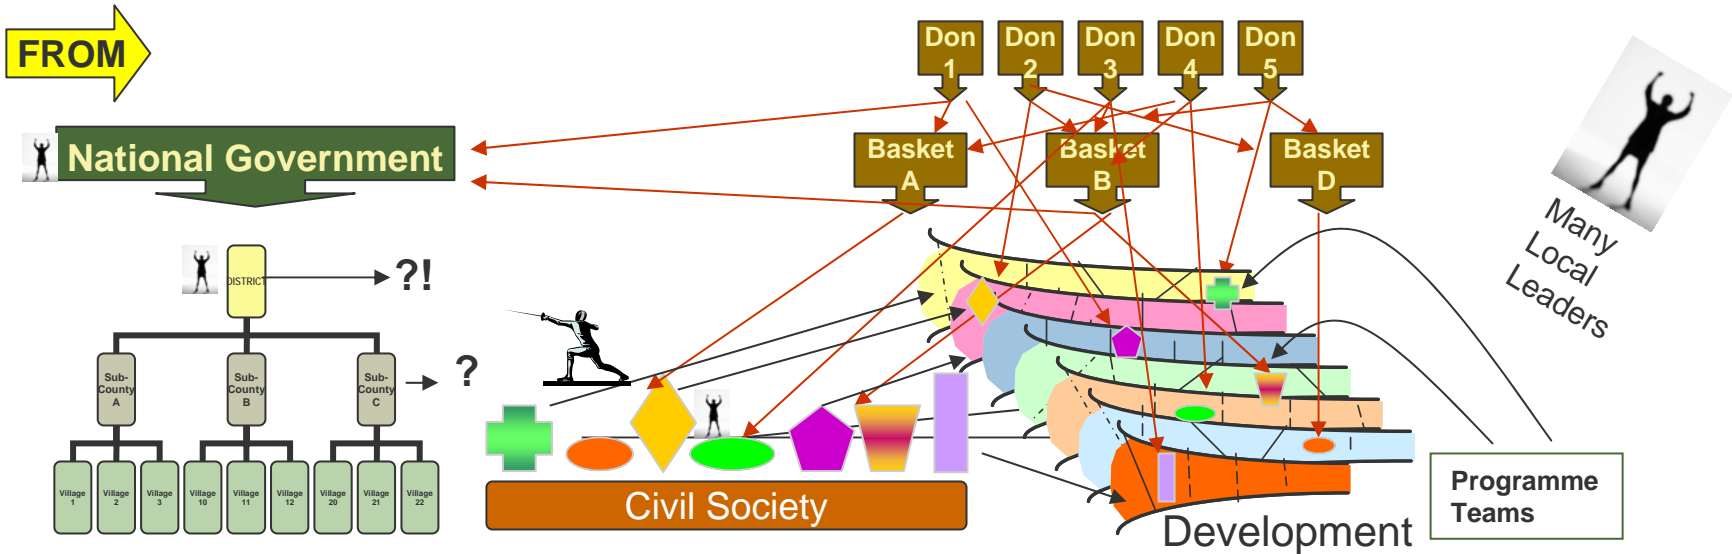 FROM
Don
1
Don
2
Don
3
Don
4
Don
5
National Government
Basket
A
Basket
B
Basket
D
Many
Local
Leaders
DISTRICT
?!
Sub-
County
A
Sub-
County
B
Sub-
County
C
?
Village
1
Village
2
Village
3
Village
10
Village
11
Village
12
Village
20
Village
21
Village
22
Civil Society
Development
Programme
Teams